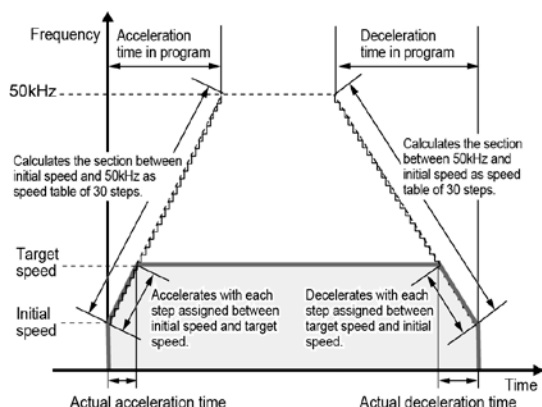 Frequency
Acceleration
time in program
Deceleration
time in program
50kHz
Calculates the section between
initial speed and 50kHz as
speed table of 30 steps.
Calculates the section
between 50kHz and
initial speed as speed
table of 30 steps.
Target
speed
Initial
speed
Accelerates with each
step assigned between
initial speed and target
speed.
Decelerates with each
step assigned between
target speed and initial
speed.
Time
Actual acceleration time
Actual deceleration time